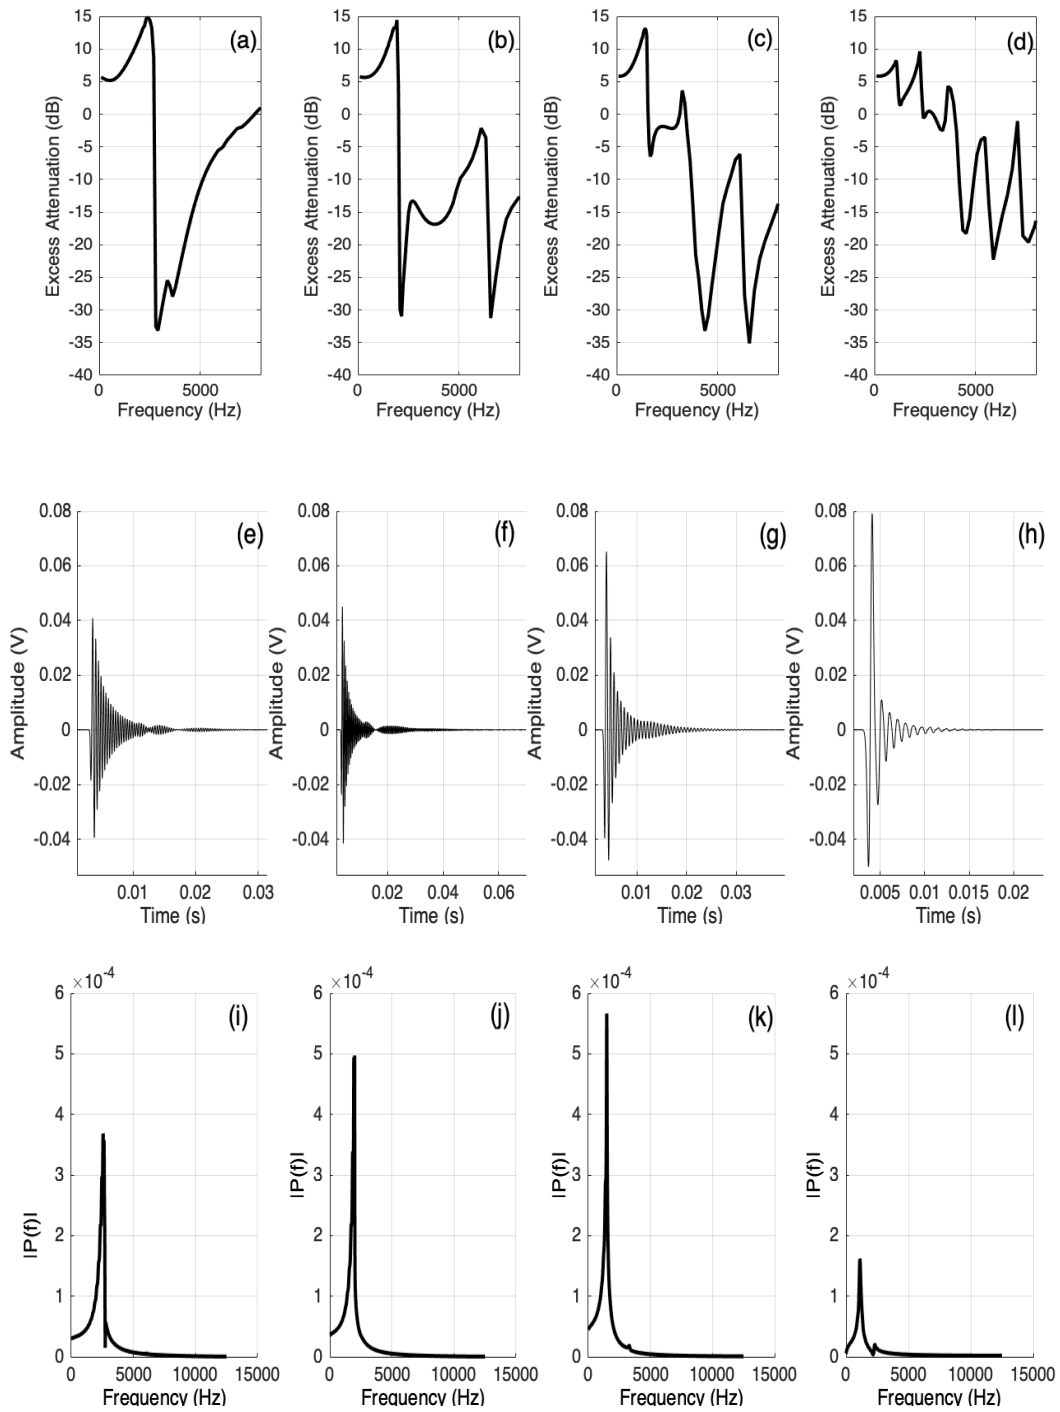 (a)
15
10
5
0
-5
-10
-15
-20
-25
-30
-35
-40
Excess Attenuation (dB)
0 5000
Frequency (Hz)
(b)
15
10
5
0
-5
-10
-15
-20
-25
-30
-35
-40
Excess Attenuation (dB)
0 5000
Frequency (Hz)
(c)
15
10
5
0
-5
-10
-15
-20
-25
-30
-35
-40
Excess Attenuation (dB)
0 5000
Frequency (Hz)
(d)
15
10
5
0
-5
-10
-15
-20
-25
-30
-35
-40
Excess Attenuation (dB)
0 5000
Frequency (Hz)
(e)
0.08
0.06
0.04
0.02
0
-0.02
-0.04
Amplitude (V)
0.01 0.02 0.03
Time (s)
(f)
0.08
0.06
0.04
0.02
0
-0.02
-0.04
Amplitude (V)
0.02 0.04 0.06
Time (s)
(g)
0.08
0.06
0.04
0.02
0
-0.02
-0.04
Amplitude (V)
0.01 0.02 0.03
Time (s)
(h)
0.08
0.06
0.04
0.02
0
-0.02
-0.04
Amplitude (V)
0.005 0.01 0.015 0.02
Time (s)
×10-4
(i)
6
5
4
3
2
1
0
|P(f)|
0 5000 10000 15000
Frequency (Hz)
×10-4
(j)
6
5
4
3
2
1
0
|P(f)|
0 5000 10000 15000
Frequency (Hz)
×10-4
(k)
6
5
4
3
2
1
0
|P(f)|
0 5000 10000 15000
Frequency (Hz)
×10-4
(l)
6
5
4
3
2
1
0
|P(f)|
0 5000 10000 15000
Frequency (Hz)